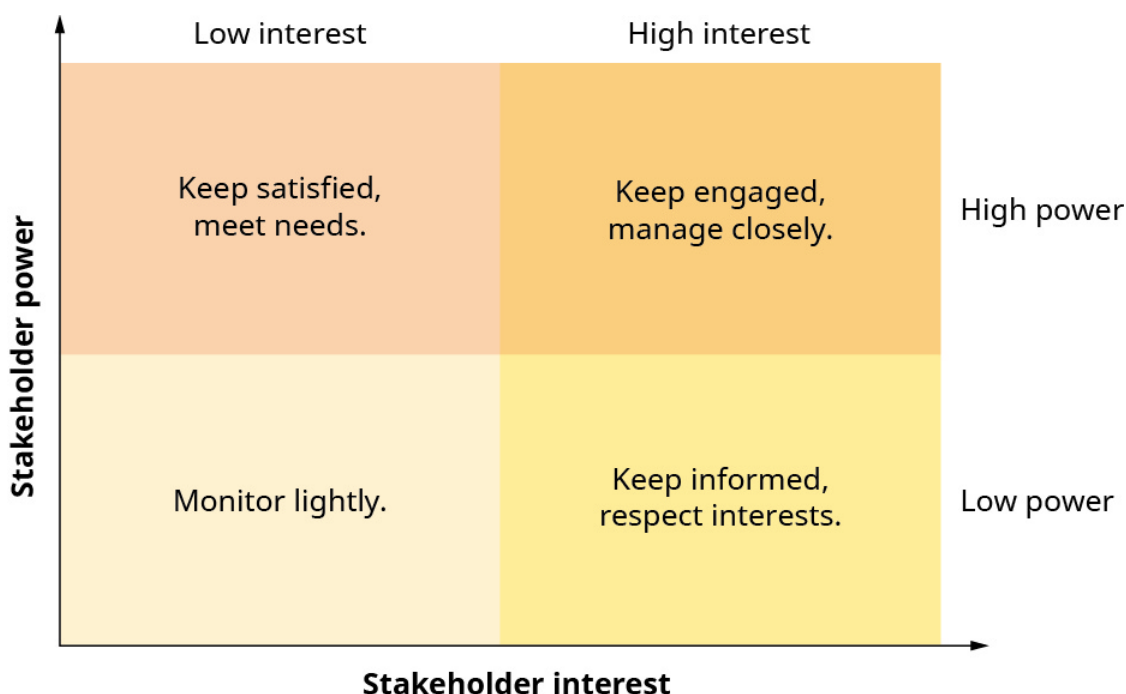 Low interest
High interest
Keep satisfied,
meet needs.
Keep engaged,
manage closely.
High power
Stakeholder power
Monitor lightly.
Keep informed,
respect interests.
Low power
Stakeholder interest